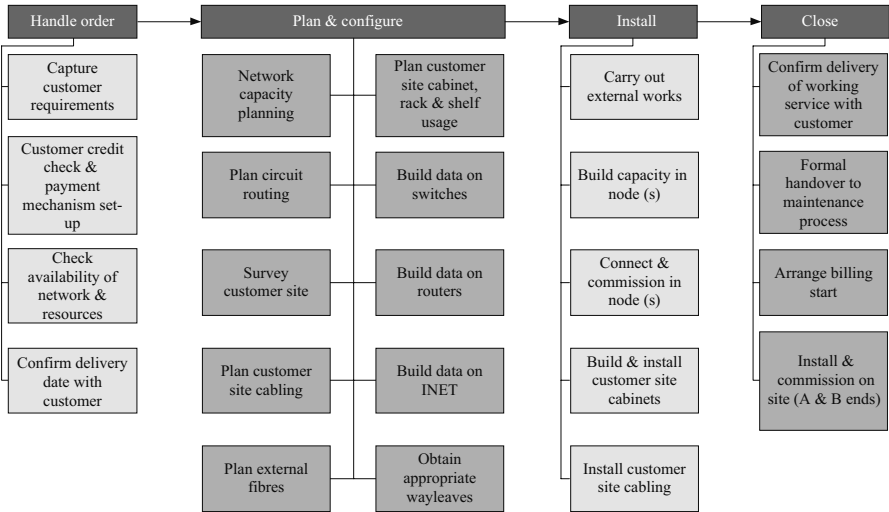 Handle order
Plan & configure
Install
Close
Capture
customer
requirements
Customer credit
check &
payment
mechanism set-
up
Check
availability of
network &
resources
Confirm delivery
date with
customer
Network
capacity
planning
Plan circuit
routing
Survey
customer site
Plan customer
site cabling
Plan external
fibres
Plan customer
site cabinet,
rack & shelf
usage
Build data on
switches
Build data on
routers
Build data on
INET
Obtain
appropriate
wayleaves
Carry out
external works
Build capacity in
node (s)
Connect &
commission in
node (s)
Build & install
customer site
cabinets
Install customer
site cabling
Confirm delivery
of working
service with
customer
Formal
handover to
maintenance
process
Arrange billing
start
Install &
commission on
site (A & B ends)